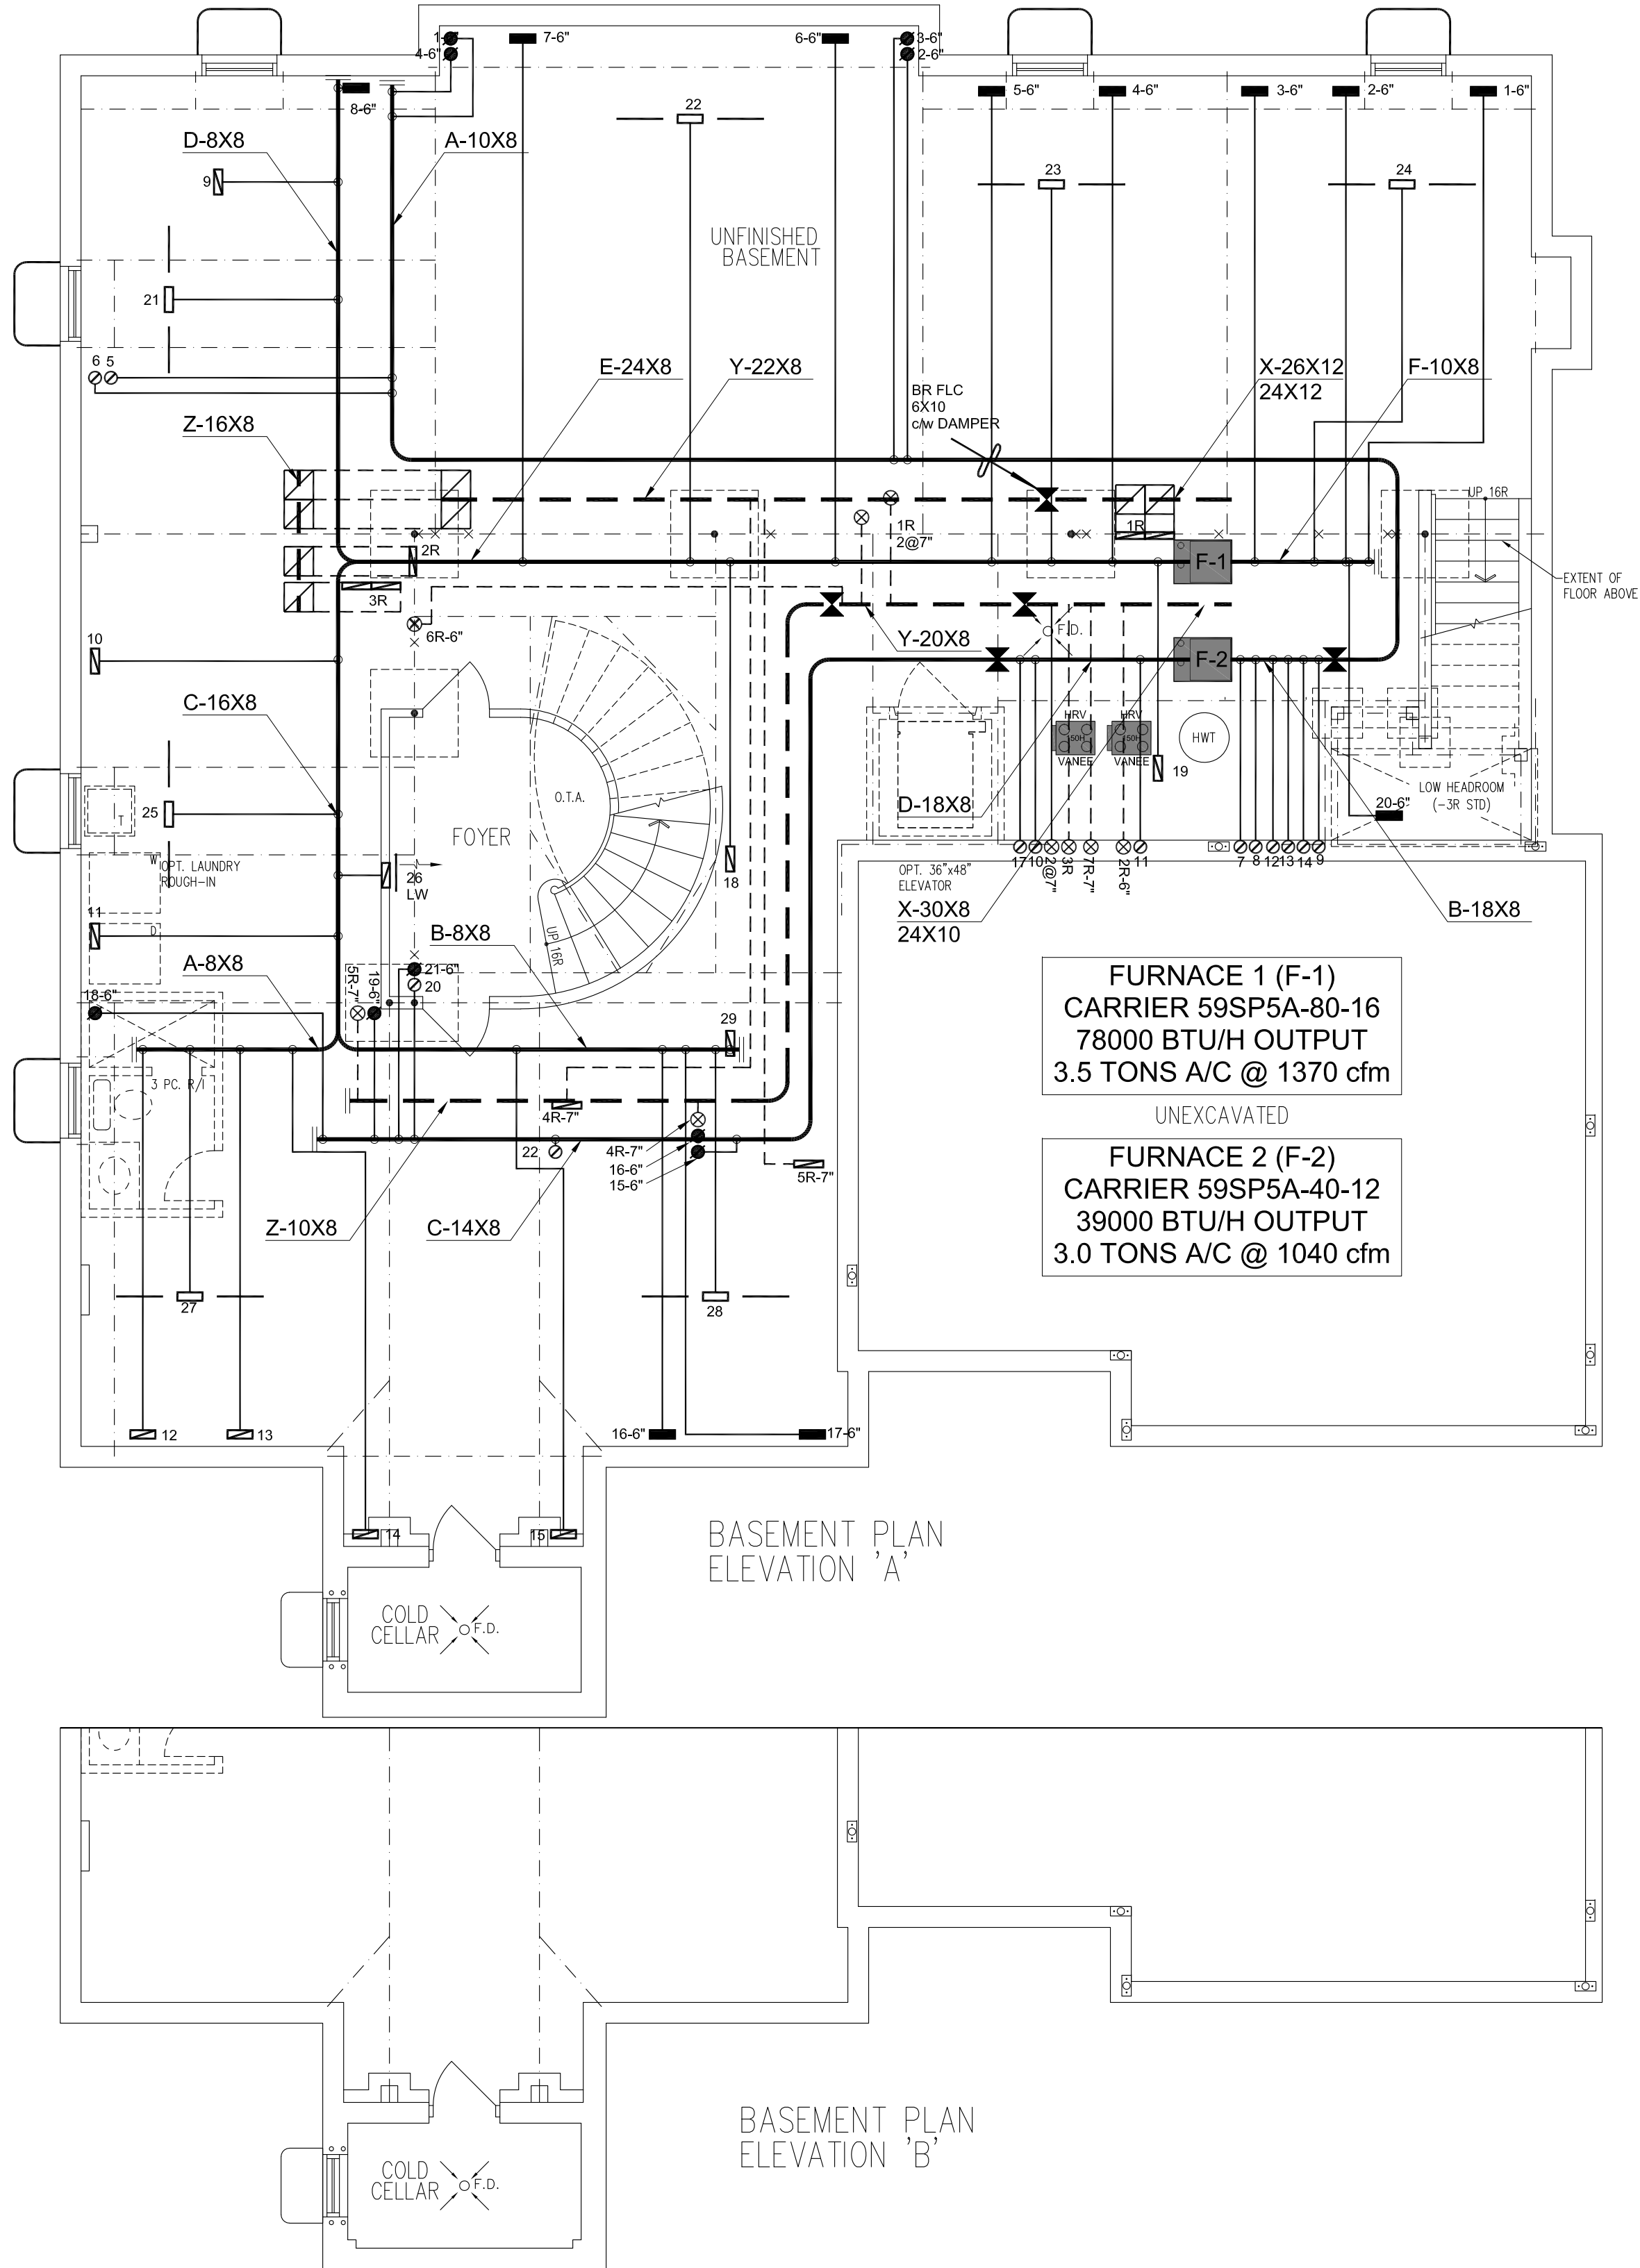 7-6"
6-6"
3-6"
4-6"
2-6"
5-6"
4-6"
3-6"
2-6"
1-6"
8-6"
22
D-8X8
A-10X8
9
23
24
UNFINISHED
BASEMENT
21
6 5
E-24X8
Y-22X8
X-26X12
24X12
F-10X8
BR FLC
6X10
c/w DAMPER
Z-16X8
UP 16R
1R
2@7"
1R
2R
F-1
EXTENT OF
FLOOR ABOVE
3R
6R-6"
F.D.
Y-20X8
10
F-2
C-16X8
HRV
HRV
HWT
VANEE
VANEE
19
O.T.A.
D-18X8
LOW HEADROOM
(-3R STD)
20-6"
25
T
FOYER
W
OPT. LAUNDRY
ROUGH-IN
26
LW
18
17
10
2@7"
3R
7R-7"
2R-6"
11
7
8
12
13
14
9
OPT. 36"x48"
ELEVATOR
X-30X8
24X10
B-18X8
11
D
B-8X8
UP 16R
A-8X8
5R-7"
19-6"
21-6"
20
18-6"
29
FURNACE 1 (F-1)
CARRIER 59SP5A-80-16
78000 BTU/H OUTPUT
3.5 TONS A/C @ 1370 cfm
3 PC. R/I
4R-7"
UNEXCAVATED
22
4R-7"
16-6"
15-6"
5R-7"
FURNACE 2 (F-2)
CARRIER 59SP5A-40-12
39000 BTU/H OUTPUT
3.0 TONS A/C @ 1040 cfm
Z-10X8
C-14X8
27
28
12
13
16-6"
17-6"
14
15
BASEMENT PLAN
ELEVATION 'A'
COLD
CELLAR
F.D.
BASEMENT PLAN
ELEVATION 'B'
COLD
CELLAR
F.D.